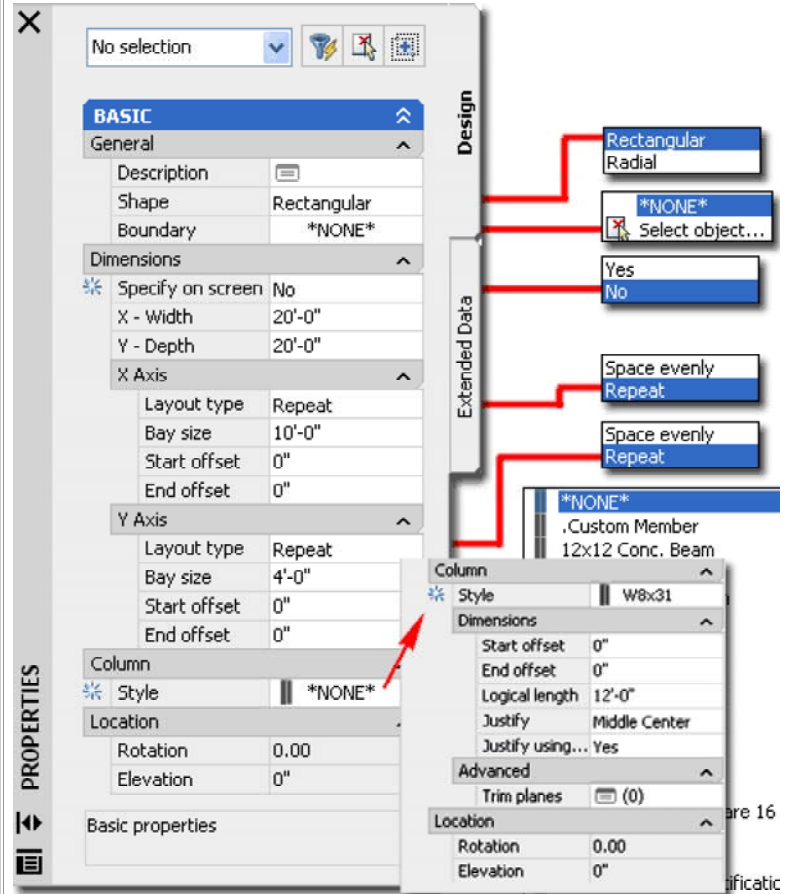 No selection
BASIC
General
Description
Shape Rectangular
Boundary *NONE*
Dimensions
Specify on screen No
X - Width 20'-0"
Y - Depth 20'-0"
X Axis
Layout type Repeat
Bay size 10'-0"
Start offset 0"
End offset 0"
Y Axis
Layout type Repeat
Bay size 4'-0"
Start offset 0"
End offset 0"
Column
Style *NONE*
Location
Rotation 0.00
Elevation 0"
Basic properties
PROPERTIES
Design
Extended Data
Rectangular
Radial
*NONE*
Select object...
Yes
No
Space evenly
Repeat
Space evenly
Repeat
*NONE*
.Custom Member
12x12 Conc. Beam
Column
Style W8x31
Dimensions
Start offset 0"
End offset 0"
Logical length 12'-0"
Justify Middle Center
Justify using... Yes
Advanced
Trim planes (0)
Location
Rotation 0.00
Elevation 0"
are 16